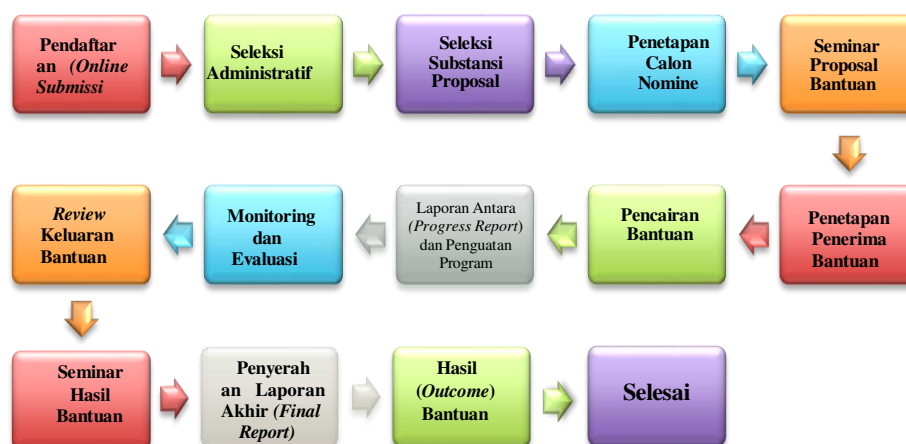 Pendaftar
an (Online
Submissi
Seleksi
Administratif
Seleksi
Substansi
Proposal
Penetapan
Calon
Nomine
Seminar
Proposal
Bantuan
Penetapan
Penerima
Bantuan
Pencairan
Bantuan
Laporan Antara
(Progress Report)
dan Penguatan
Program
Monitoring
dan
Evaluasi
Review
Keluaran
Bantuan
Seminar
Hasil
Bantuan
Penyerah
an Laporan
Akhir (Final
Report)
Hasil
(Outcome)
Bantuan
Selesai